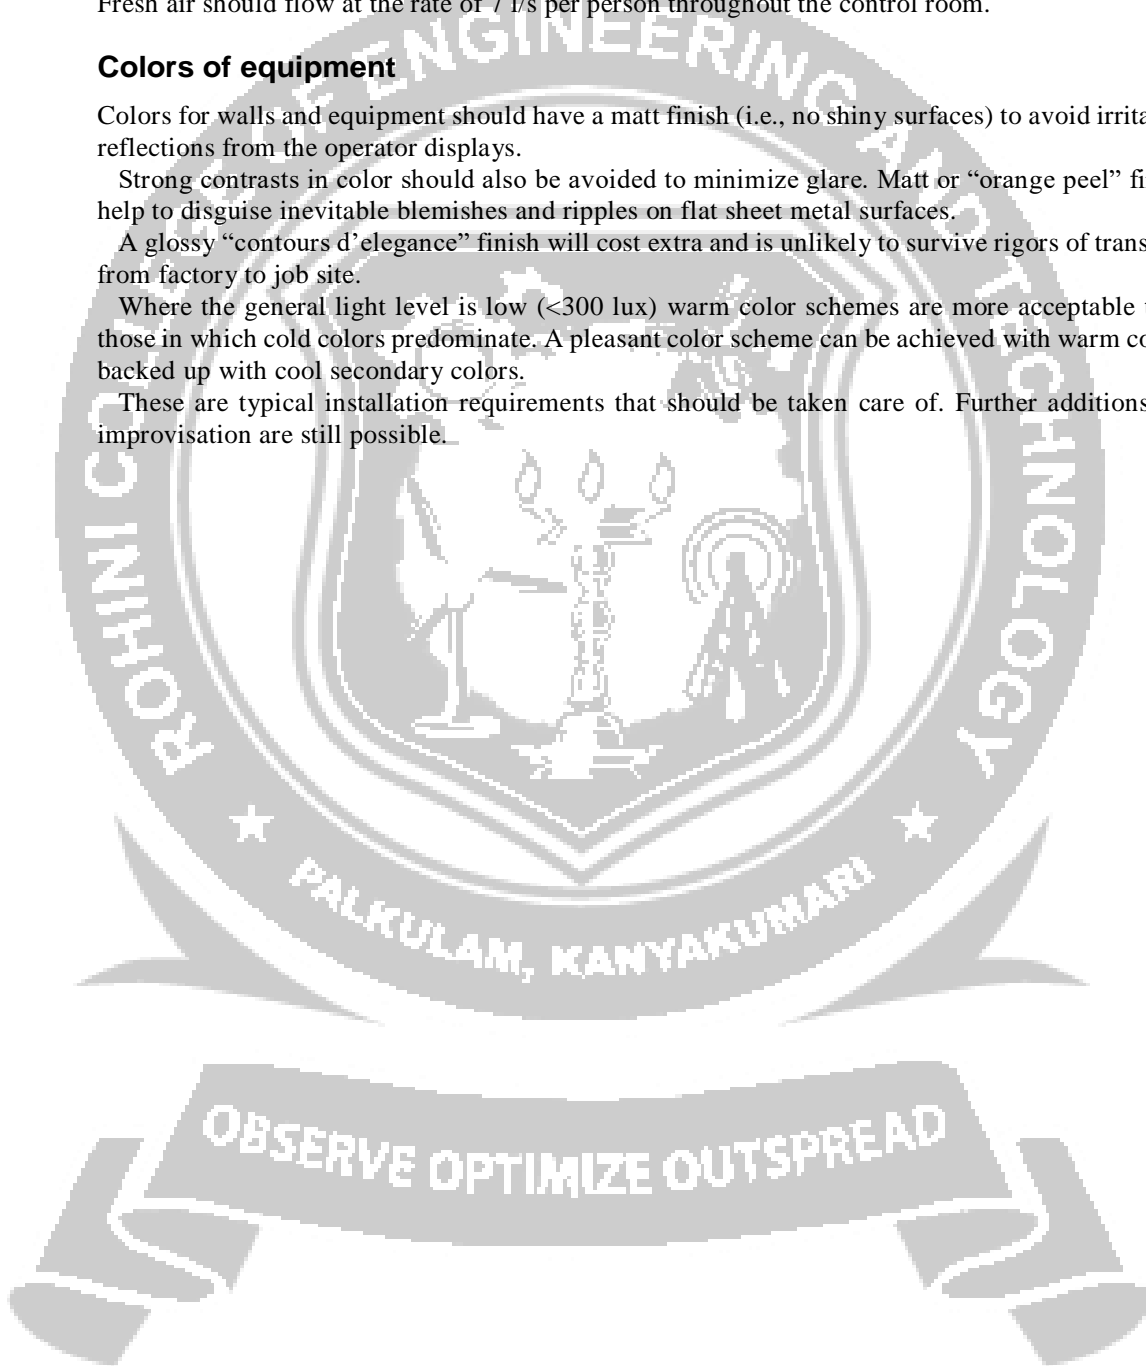 Fresh air should flow at the rate of 7 l/s per person throughout the control room.
Colors of equipment
Colors for walls and equipment should have a matt finish (i.e., no shiny surfaces) to avoid irrita
reflections from the operator displays.
Strong contrasts in color should also be avoided to minimize glare. Matt or “orange peel” fi
help to disguise inevitable blemishes and ripples on flat sheet metal surfaces.
A glossy “contours d’elegance” finish will cost extra and is unlikely to survive rigors of trans
from factory to job site.
Where the general light level is low (<300 lux) warm color schemes are more acceptable
those in which cold colors predominate. A pleasant color scheme can be achieved with warm co
backed up with cool secondary colors.
These are typical installation requirements that should be taken care of. Further additions
improvisation are still possible.
ROHINI COLLEGE OF ENGINEERING AND TECHNOLOGY
PALKULAM, KANYAKUMARI
OBSERVE OPTIMIZE OUTSPREAD